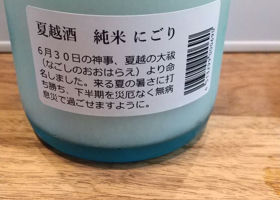 夏越酒　純米 にごり
６月３０日の神事、夏越の大祓
（なごしのおおはらえ）より命
名しました。来る夏の暑さに打
ち勝ち、下半期を災厄なく無病
息災で過ごせますように。